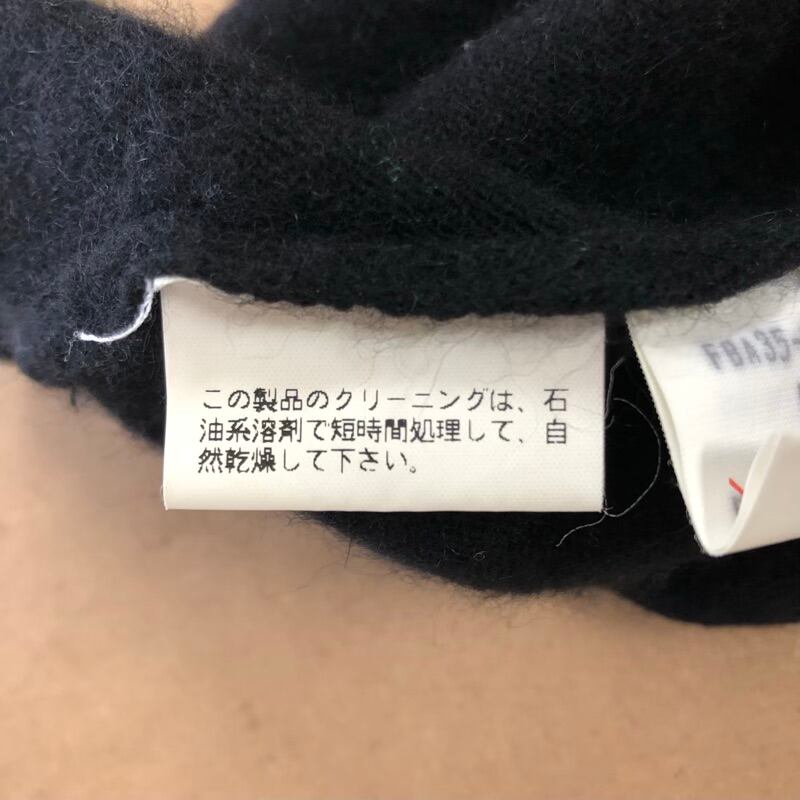 この製品のクリーニングは、石
油系溶剤で短時間処理して、自
然乾燥して下さい。
FBA35-